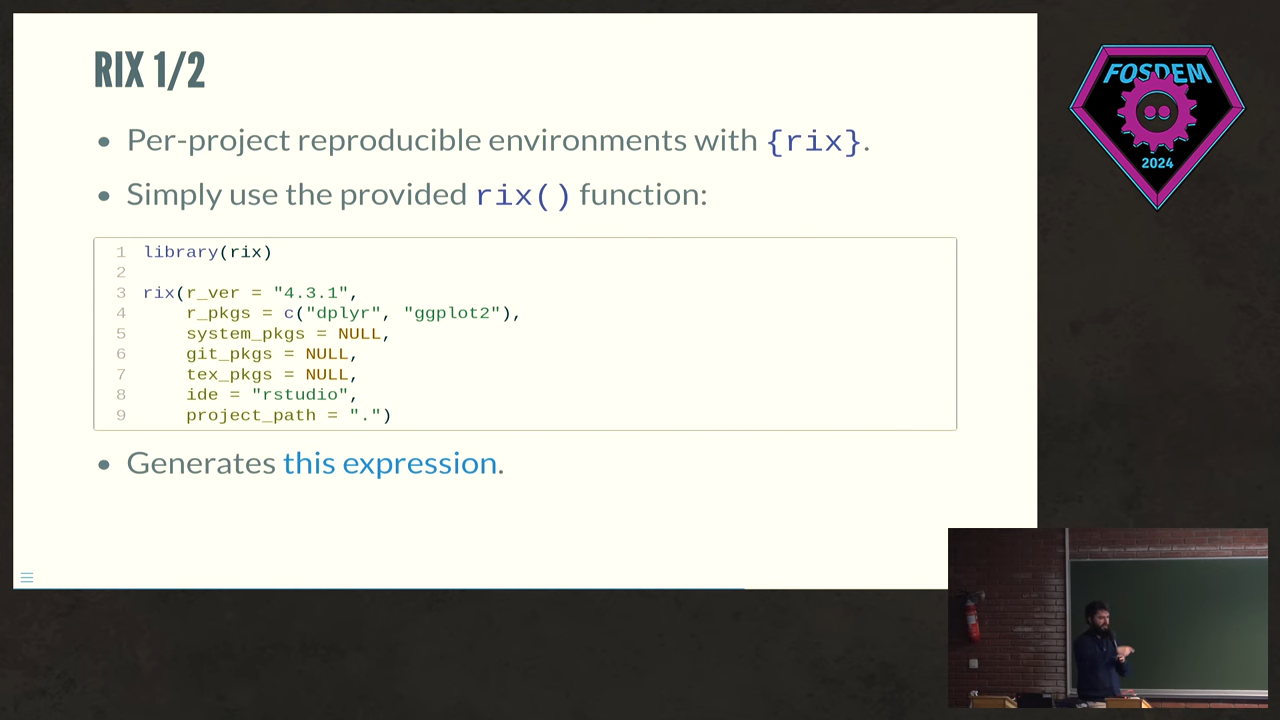 RIX 1/2
• Per-project reproducible environments with {rix}.
• Simply use the provided rix() function:
1 library(rix)
2
3 rix(r_ver = "4.3.1",
4     r_pkgs = c("dplyr", "ggplot2"),
5     system_pkgs = NULL,
6     git_pkgs = NULL,
7     tex_pkgs = NULL,
8     ide = "rstudio",
9     project_path = ".")
• Generates this expression.
FOSDEM
2024